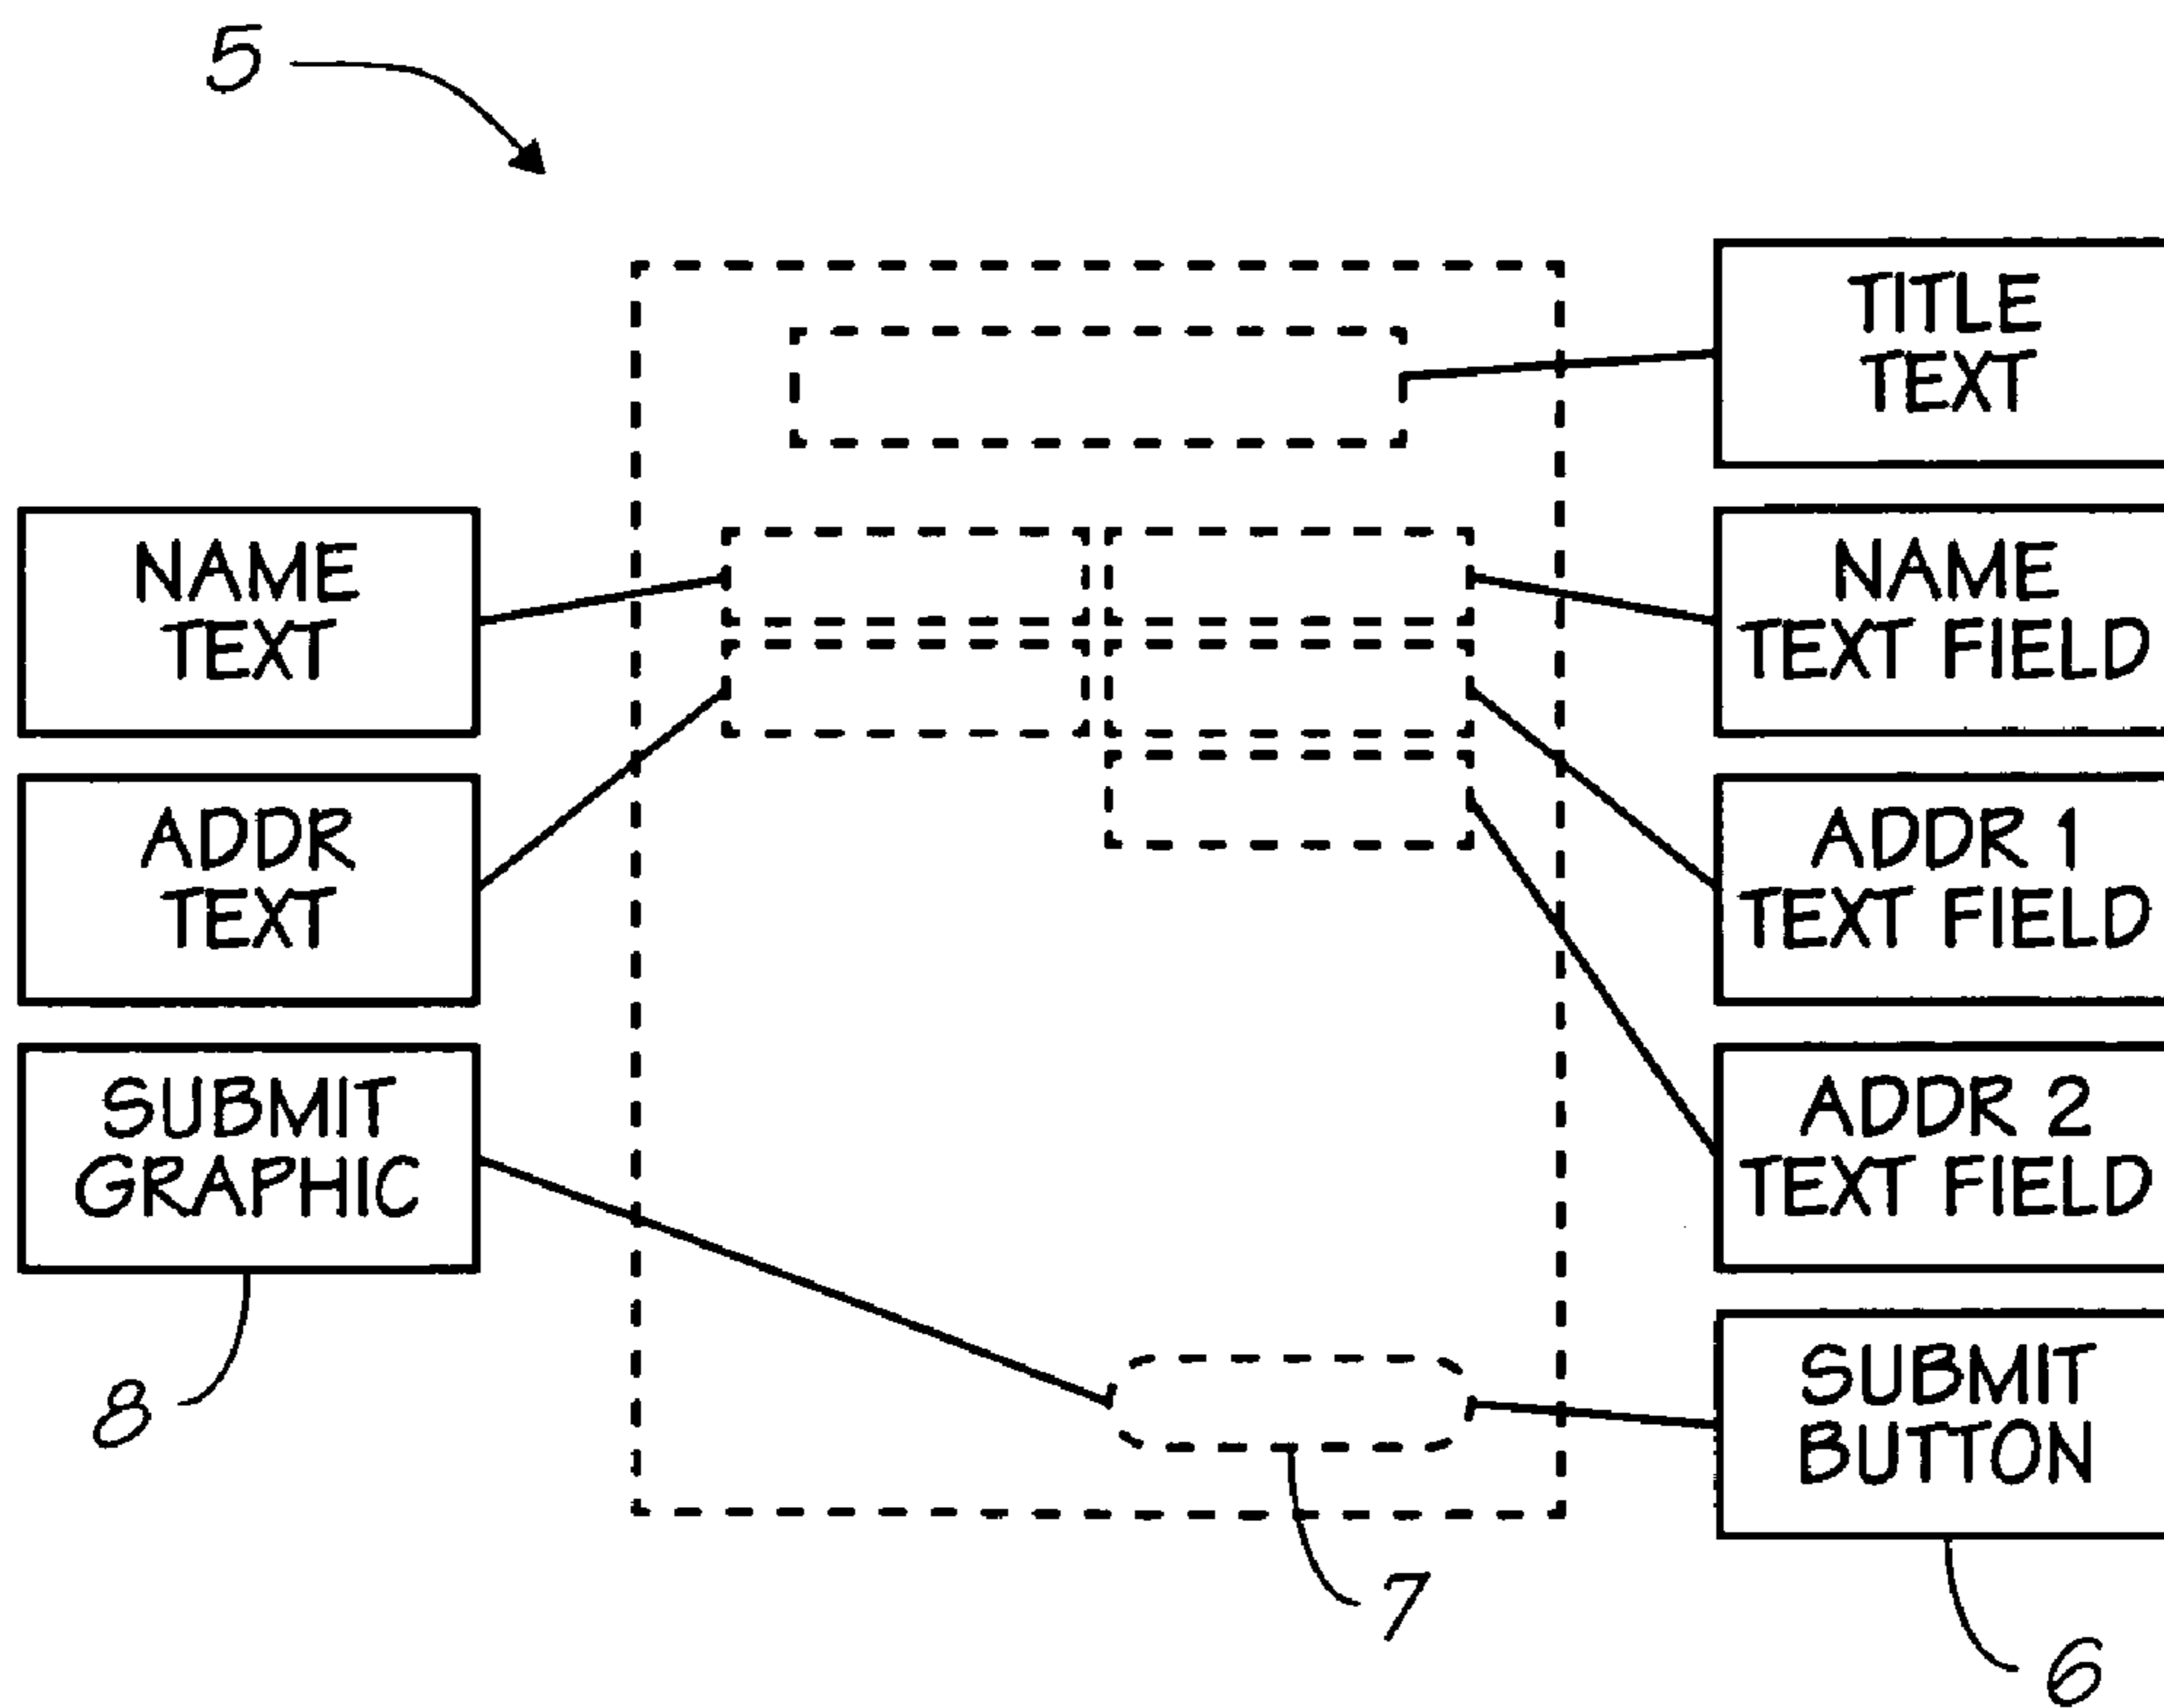 5
TITLE
TEXT
NAME
TEXT
NAME
TEXT FIELD
ADDR
TEXT
ADDR 1
TEXT FIELD
SUBMIT
GRAPHIC
ADDR 2
TEXT FIELD
SUBMIT
BUTTON
8
7
6